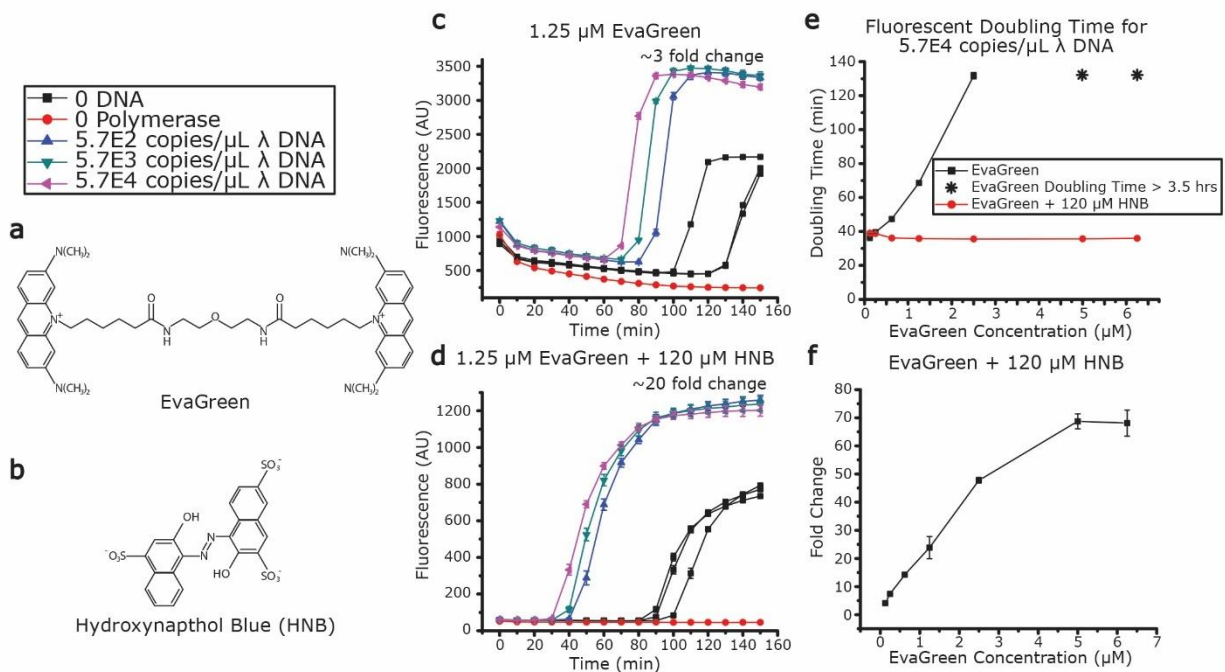 0 DNA
0 Polymerase
5.7E2 copies/μL λ DNA
5.7E3 copies/μL λ DNA
5.7E4 copies/μL λ DNA
a
N(CH₃)₂
N(CH₃)₂
N⁺
O
N
H
O
N
H
O
N⁺
N(CH₃)₂
N(CH₃)₂
EvaGreen
b
SO₃⁻
OH
N
N
⁻O₃S
HO
SO₃⁻
Hydroxynapthol Blue (HNB)
c
1.25 μM EvaGreen
~3 fold change
Fluorescence (AU)
3500
3000
2500
2000
1500
1000
500
0 20 40 60 80 100 120 140 160
Time (min)
d
1.25 μM EvaGreen + 120 μM HNB
~20 fold change
Fluorescence (AU)
1200
1000
800
600
400
200
0
0 20 40 60 80 100 120 140 160
Time (min)
e
Fluorescent Doubling Time for
5.7E4 copies/μL λ DNA
Doubling Time (min)
140
120
100
80
60
40
20
0
EvaGreen
EvaGreen Doubling Time > 3.5 hrs
EvaGreen + 120 μM HNB
0 1 2 3 4 5 6
EvaGreen Concentration (μM)
f
EvaGreen + 120 μM HNB
Fold Change
80
70
60
50
40
30
20
10
0
0 1 2 3 4 5 6 7
EvaGreen Concentration (μM)